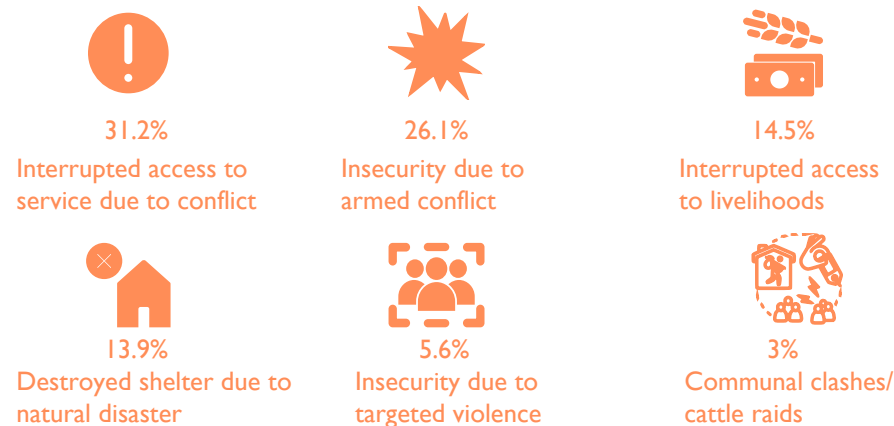 31.2%
Interrupted access to
service due to conflict
26.1%
Insecurity due to
armed conflict
14.5%
Interrupted access
to livelihoods
13.9%
Destroyed shelter due to
natural disaster
5.6%
Insecurity due to
targeted violence
3%
Communal clashes/
cattle raids